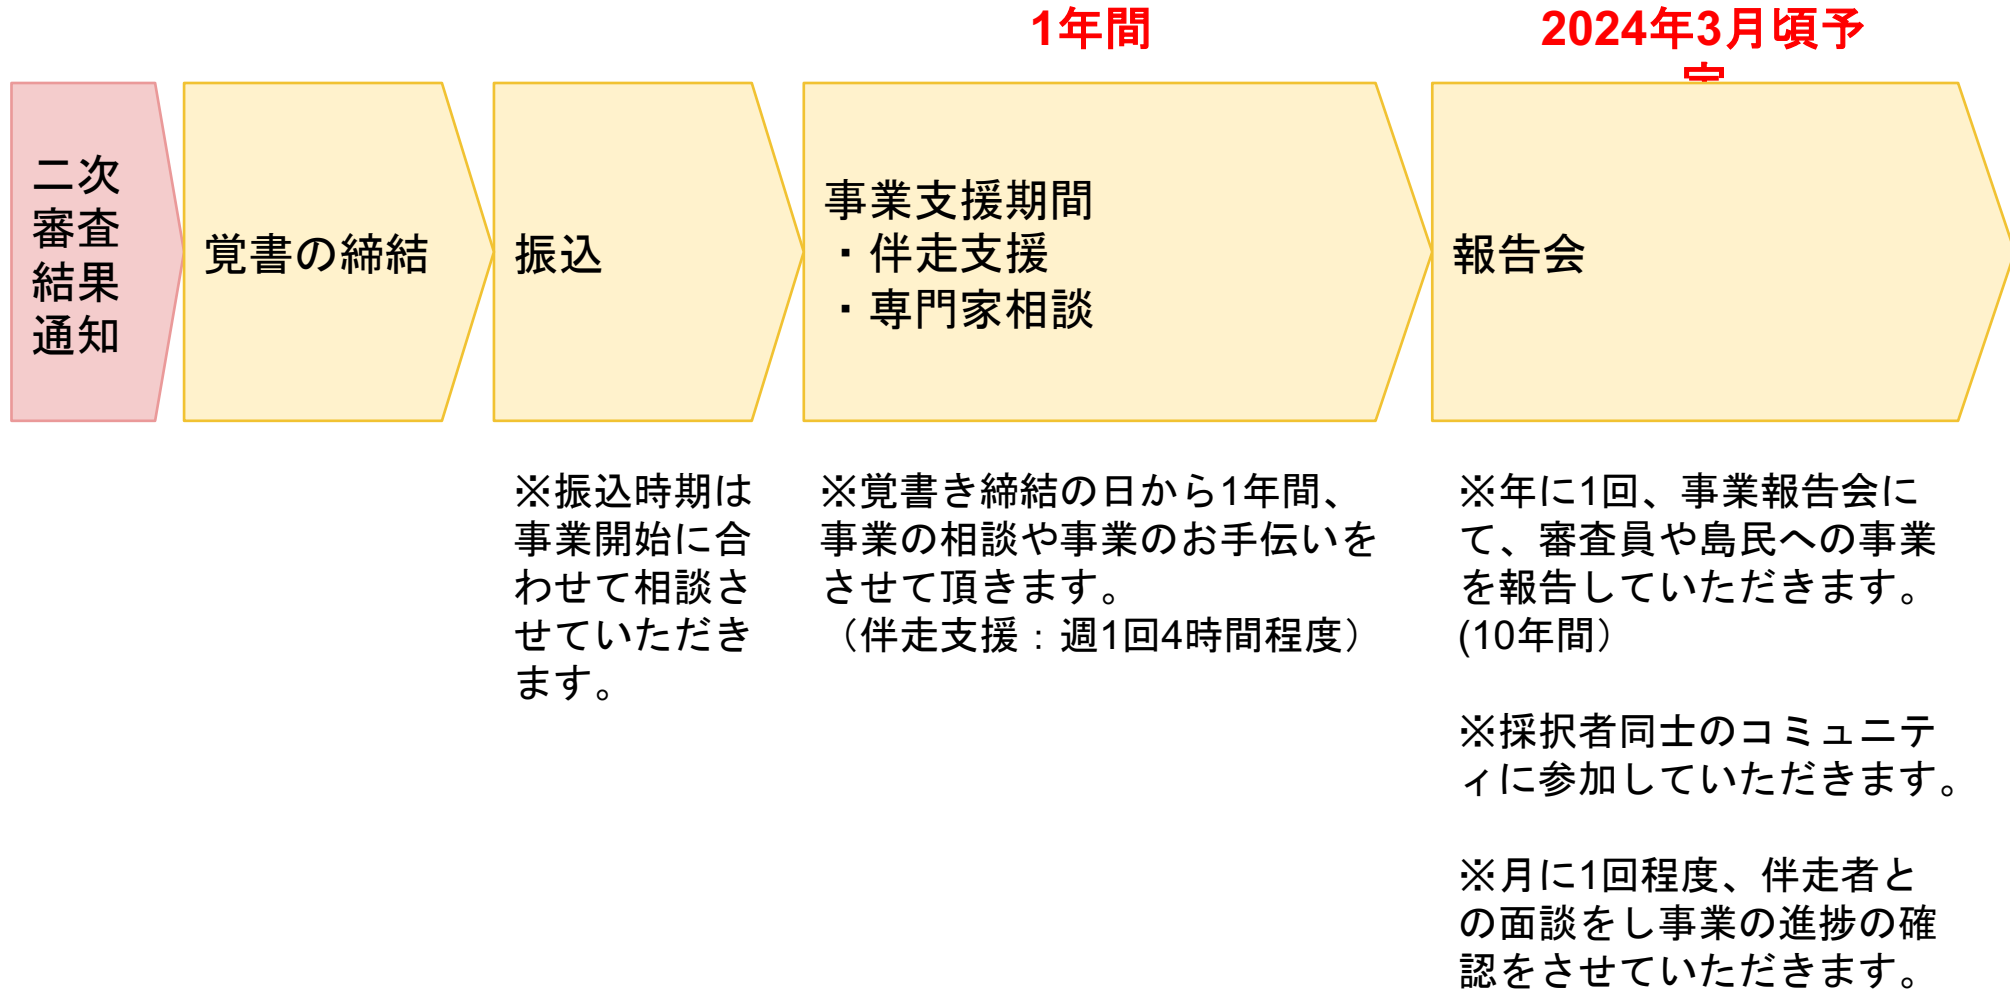 1年間
2024年3月頃予
二次
審査
結果
通知
覚書の締結
振込
事業支援期間
・伴走支援
・専門家相談
報告会
※振込時期は
事業開始に合
わせて相談さ
せていただき
ます。
※覚書き締結の日から1年間、
事業の相談や事業のお手伝いを
させて頂きます。
（伴走支援：週1回4時間程度）
※年に1回、事業報告会に
て、審査員や島民への事業
を報告していただきます。
(10年間）
※採択者同士のコミュニテ
ィに参加していただきます。
※月に1回程度、伴走者と
の面談をし事業の進捗の確
認をさせていただきます。